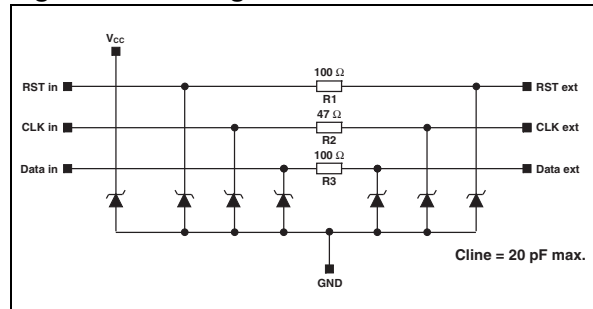 V_CC
100 Ω
RST in
RST ext
R1
47 Ω
CLK in
CLK ext
R2
100 Ω
Data in
Data ext
R3
Cline = 20 pF max.
GND